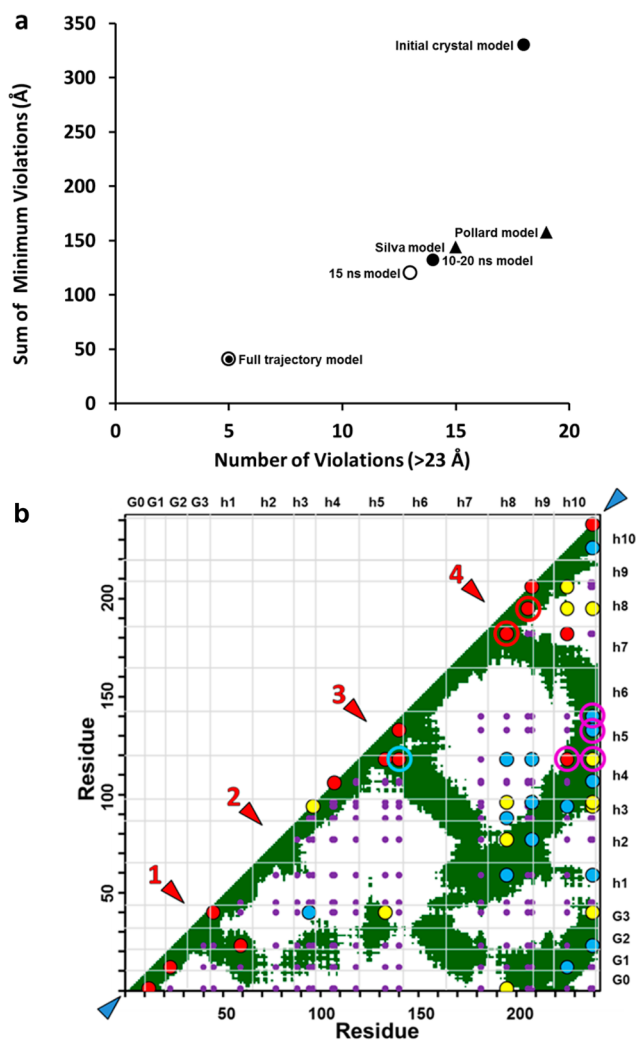 a
350
300
250
200
150
100
50
0
Sum of Minimum Violations (Å)
Initial crystal model
Pollard model
Silva model
10-20 ns model
15 ns model
Full trajectory model
0 5 10 15 20
Number of Violations (>23 Å)
b
G0 G1 G2 G3 h1 h2 h3 h4 h5 h6 h7 h8 h9 h10
4
3
2
1
h10
h9
h8
h7
h6
h5
h4
h3
h2
h1
G3
G2
G1
G0
200
150
100
50
Residue
50 100 150 200
Residue